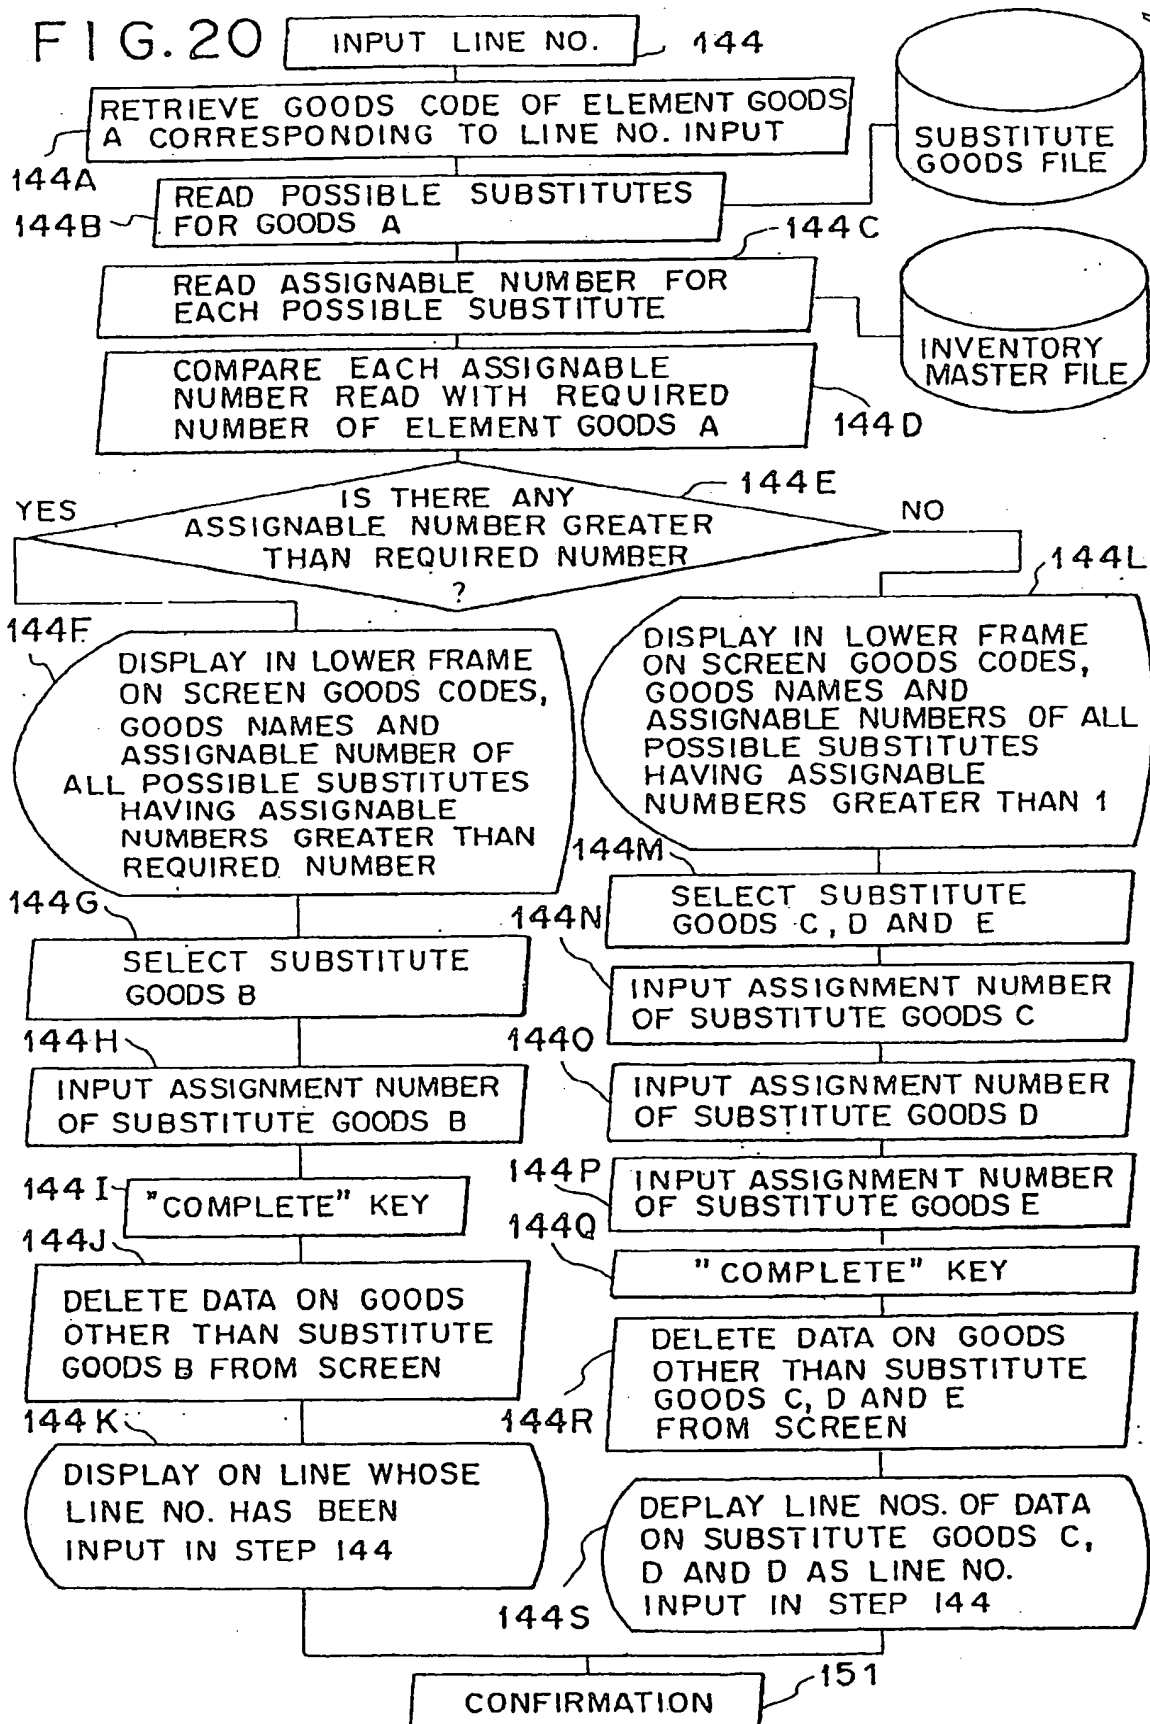 FIG.20
INPUT LINE NO.
144
RETRIEVE GOODS CODE OF ELEMENT GOODS
A CORRESPONDING TO LINE NO. INPUT
144A
SUBSTITUTE
GOODS FILE
READ POSSIBLE SUBSTITUTES
FOR GOODS A
144B
144C
READ ASSIGNABLE NUMBER FOR
EACH POSSIBLE SUBSTITUTE
INVENTORY
MASTER FILE
COMPARE EACH ASSIGNABLE
NUMBER READ WITH REQUIRED
NUMBER OF ELEMENT GOODS A
144D
144E
IS THERE ANY
ASSIGNABLE NUMBER GREATER
THAN REQUIRED NUMBER
?
YES
NO
144F
DISPLAY IN LOWER FRAME
ON SCREEN GOODS CODES,
GOODS NAMES AND
ASSIGNABLE NUMBER OF
ALL POSSIBLE SUBSTITUTES
HAVING ASSIGNABLE
NUMBERS GREATER THAN
REQUIRED NUMBER
144G
SELECT SUBSTITUTE
GOODS B
144H
INPUT ASSIGNMENT NUMBER
OF SUBSTITUTE GOODS B
144I
"COMPLETE" KEY
144J
DELETE DATA ON GOODS
OTHER THAN SUBSTITUTE
GOODS B FROM SCREEN
144K
DISPLAY ON LINE WHOSE
LINE NO. HAS BEEN
INPUT IN STEP 144
144L
DISPLAY IN LOWER FRAME
ON SCREEN GOODS CODES,
GOODS NAMES AND
ASSIGNABLE NUMBERS OF ALL
POSSIBLE SUBSTITUTES
HAVING ASSIGNABLE
NUMBERS GREATER THAN 1
144M
SELECT SUBSTITUTE
GOODS C, D AND E
144N
INPUT ASSIGNMENT NUMBER
OF SUBSTITUTE GOODS C
144O
INPUT ASSIGNMENT NUMBER
OF SUBSTITUTE GOODS D
144P
INPUT ASSIGNMENT NUMBER
OF SUBSTITUTE GOODS E
144Q
"COMPLETE" KEY
DELETE DATA ON GOODS
OTHER THAN SUBSTITUTE
GOODS C, D AND E
FROM SCREEN
144R
DEPLAY LINE NOS. OF DATA
ON SUBSTITUTE GOODS C,
D AND D AS LINE NO.
INPUT IN STEP 144
144S
151
CONFIRMATION